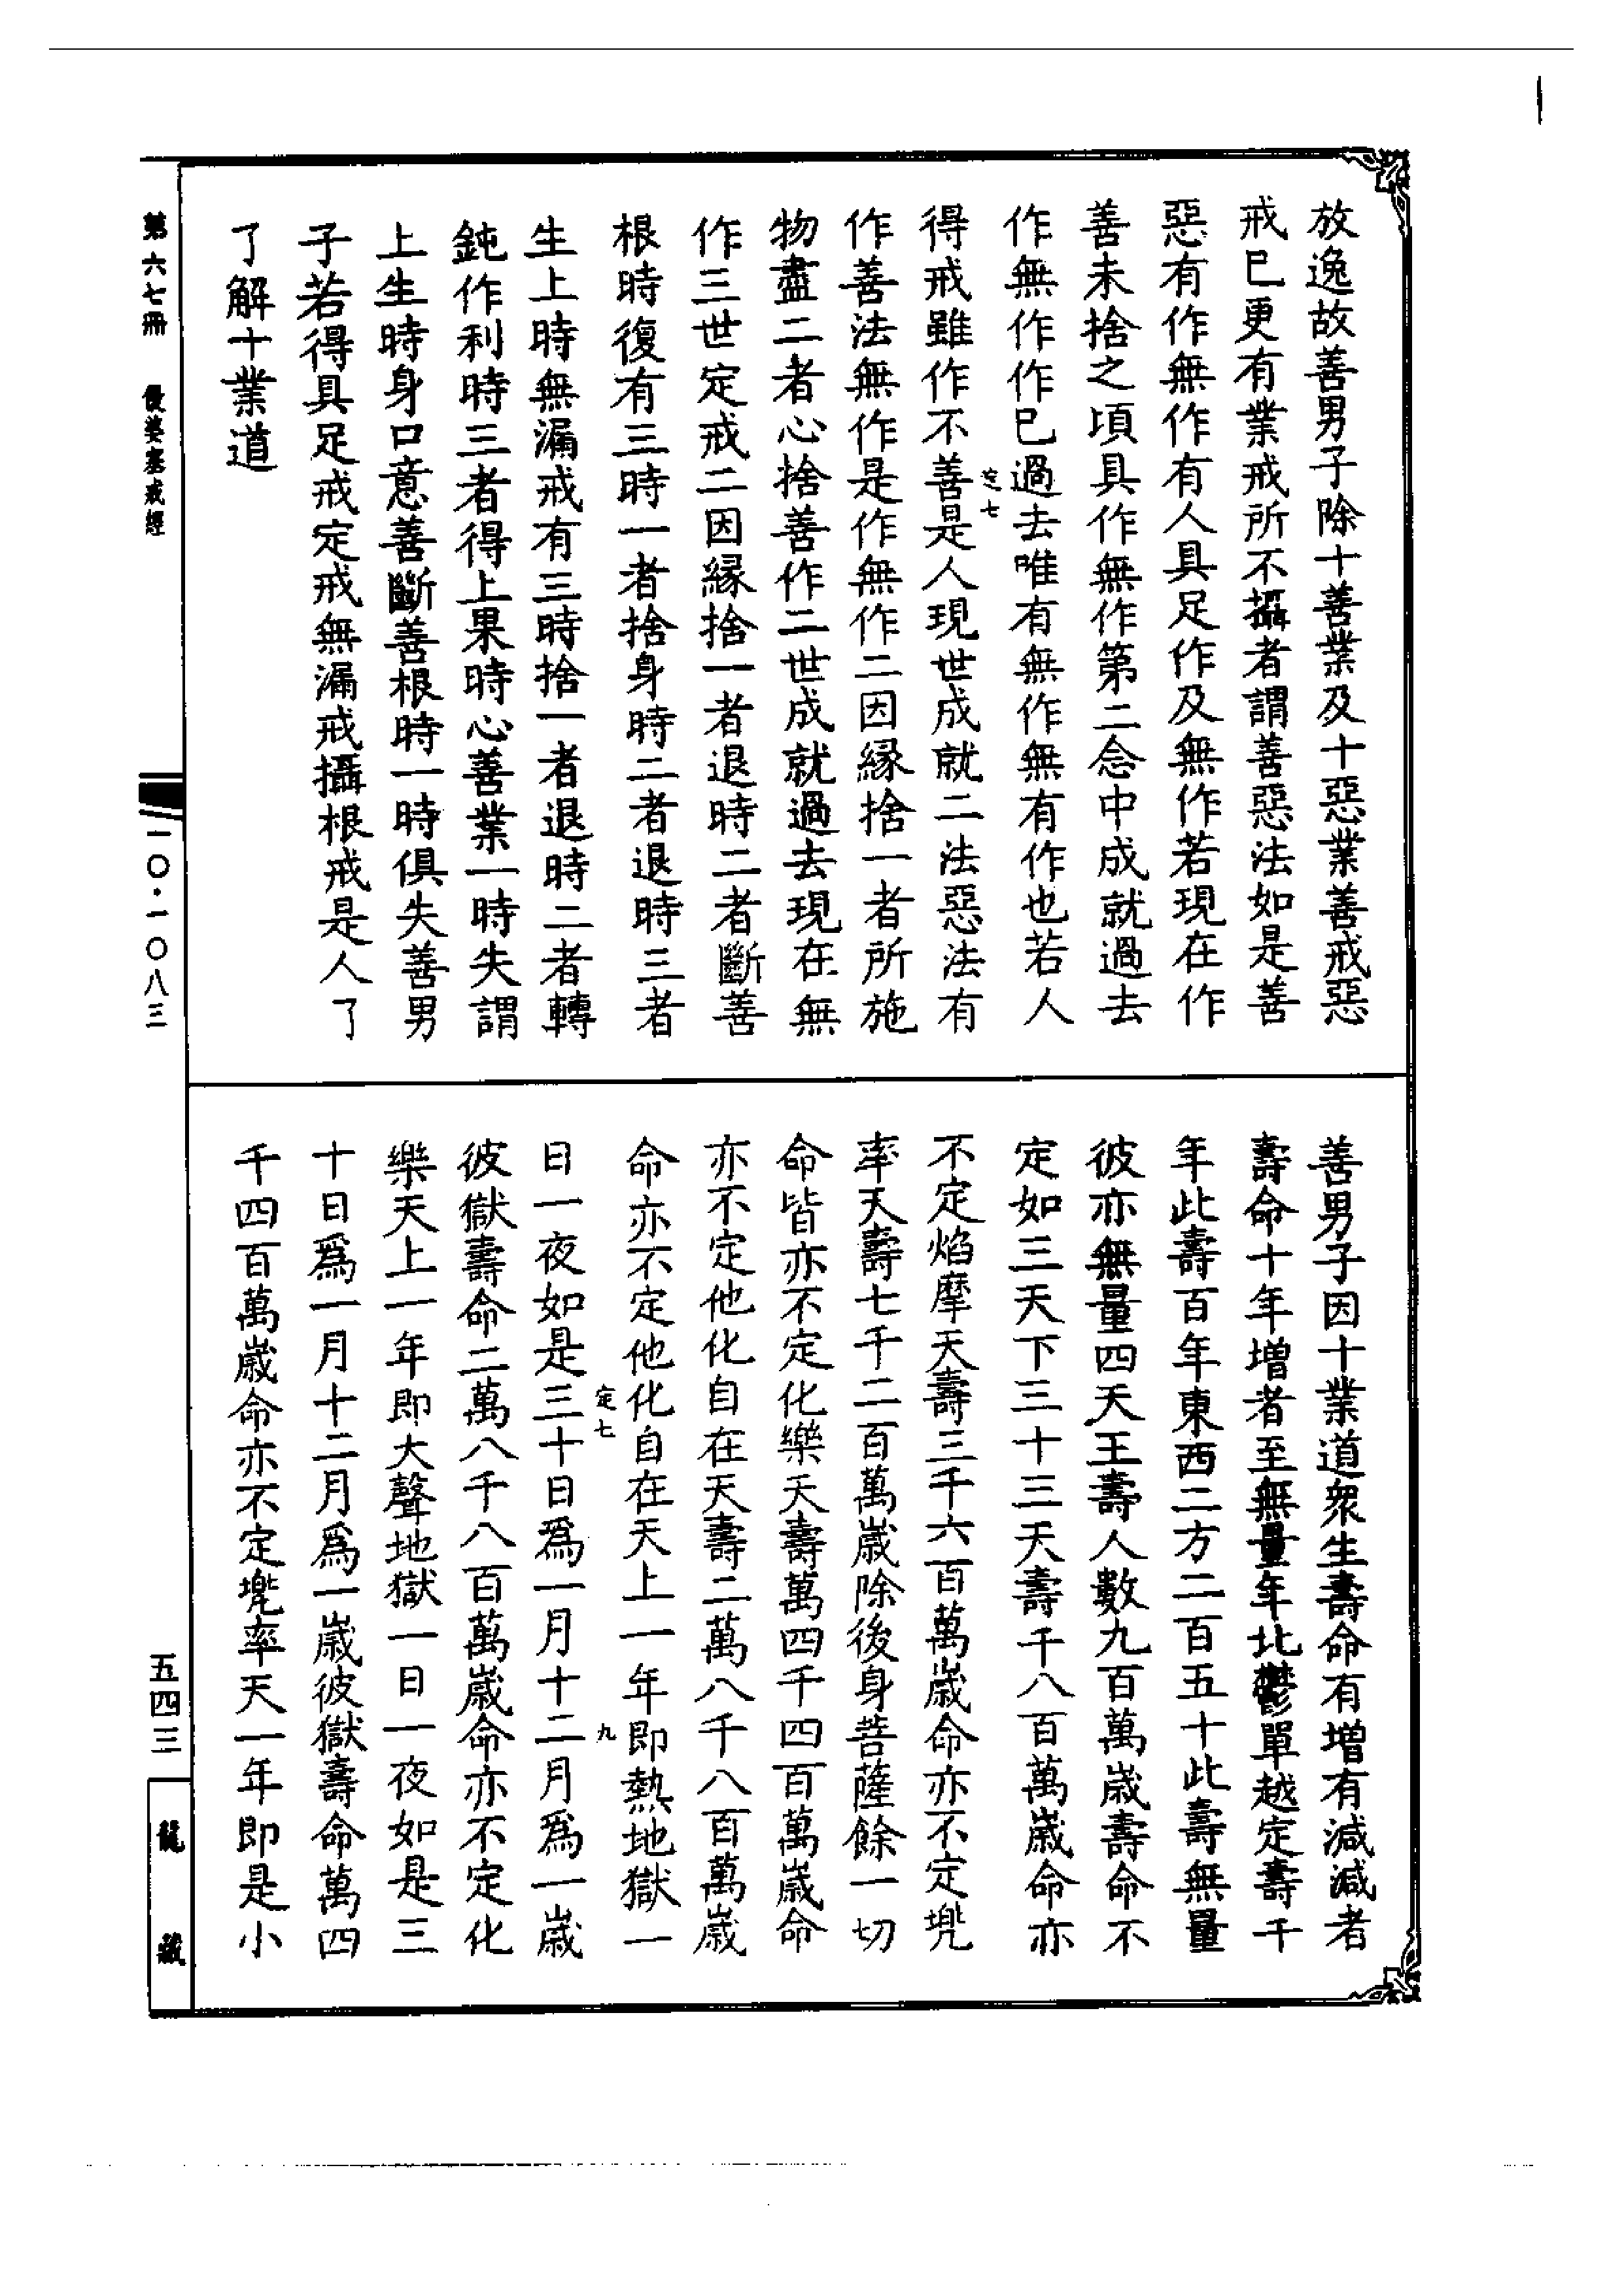 放逸故善男子除十善業及十惡業善戒惡
戒已更有業戒所不攝者謂善惡法如是善
惡有作無作有人具足作及無作若現在作
善未捨之頃具作無作第二念中成就過去
作無作作已過去唯有無作無有作也若人
得戒雖作不善是人現世成就二法惡法有
定七
作善法無作是作無作二因緣捨一者所施
物盡二者心捨善作二世成就過去現在無
作三世定戒二因緣捨一者退時二者斷善
根時復有三時一者捨身時二者退時三者
生上時無漏戒有三時捨一者退時二者轉
鈍作利時三者得上果時心善業一時失謂
上生時身口意善斷善根時一時俱失善男
子若得具足戒定戒無漏戒攝根戒是人了
了解十業道
善男子因十業道眾生壽命有增有減減者
壽命十年增者至無量年北鬱單越定壽千
年此壽百年東西二方二百五十此壽無量
彼亦無量四天王壽人數九百萬歲壽命不
定如三天下三十三天壽千八百萬歲命亦
不定焰摩天壽三千六百萬歲命亦不定兠
率天壽七千二百萬歲除後身菩薩餘一切
命皆亦不定化樂天壽萬四千四百萬歲命
亦不定他化自在天壽二萬八千八百萬歲
命亦不定他化自在天上一年即熱地獄一
定七 九
日一夜如是三十日爲一月十二月爲一歲
彼獄壽命二萬八千八百萬歲命亦不定化
樂天上一年即大聲地獄一日一夜如是三
十日爲一月十二月爲一歲彼獄壽命萬四
千四百萬歲命亦不定兠率天一年即是小
第六七冊 優婆塞戒經
一〇·一〇八三
五四三
龍藏